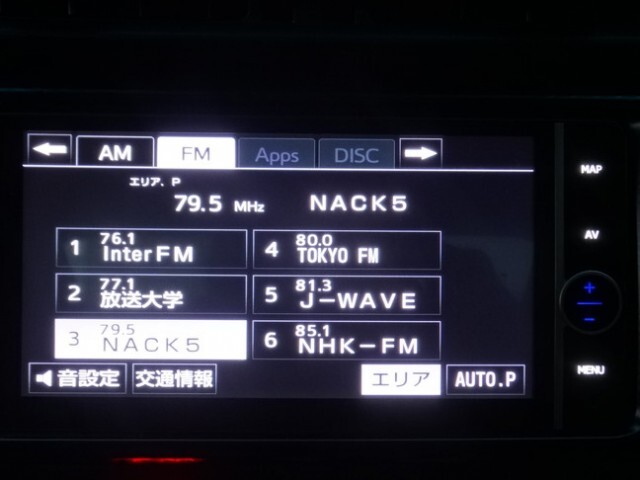 AM FM Apps DISC
エリア. P
79.5 MHz NACK5
1 76.1 InterFM
2 77.1 放送大学
3 79.5 NACK5
4 80.0 TOKYO FM
5 81.3 J-WAVE
6 85.1 NHK-FM
音設定 交通情報 エリア AUTO.P
MAP
AV
+
-
MENU